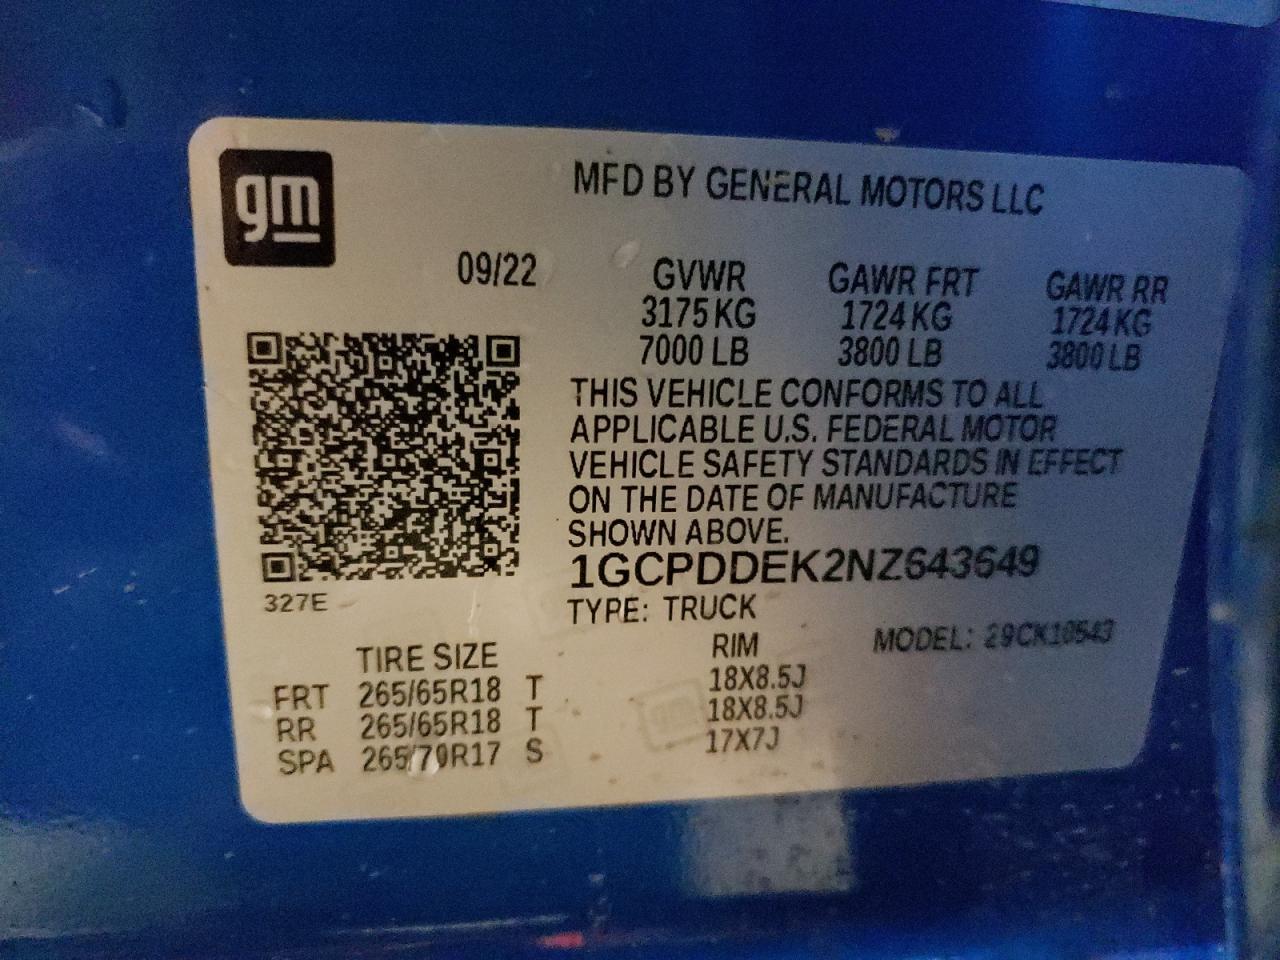 gm
MFD BY GENERAL MOTORS LLC
09/22
GVWR GAWR FRT GAWR RR
3175 KG 1724 KG 1724 KG
7000 LB 3800 LB 3800 LB
THIS VEHICLE CONFORMS TO ALL
APPLICABLE U.S. FEDERAL MOTOR
VEHICLE SAFETY STANDARDS IN EFFECT
ON THE DATE OF MANUFACTURE
SHOWN ABOVE.
1GCPDDEK2NZ643649
327E
TYPE: TRUCK
MODEL: 29CK10543
TIRE SIZE RIM
FRT 265/65R18 T 18X8.5J
RR 265/65R18 T 18X8.5J
SPA 265/70R17 S 17X7J